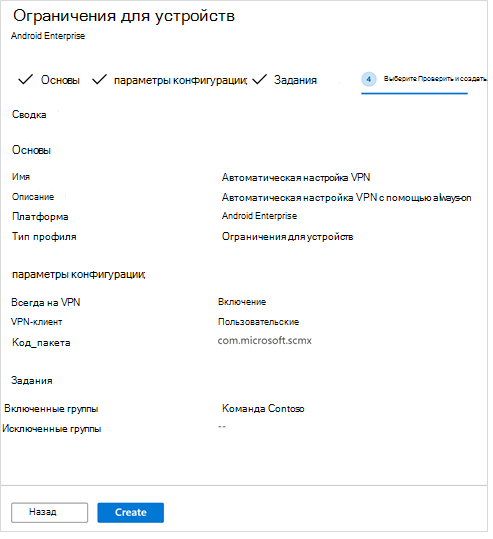 Ограничения для устройств
Android Enterprise
Основы параметры конфигурации; Задания 4 Выберите Проверить и создать.
Сводка
Основы
Имя Автоматическая настройка VPN
Описание Автоматическая настройка VPN с помощью always-on
Платформа Android Enterprise
Тип профиля Ограничения для устройств
параметры конфигурации;
Всегда на VPN Включение
VPN-клиент Пользовательские
Код_пакета com.microsoft.scmx
Задания
Включенные группы Команда Contoso
Исключенные группы --
Назад Create